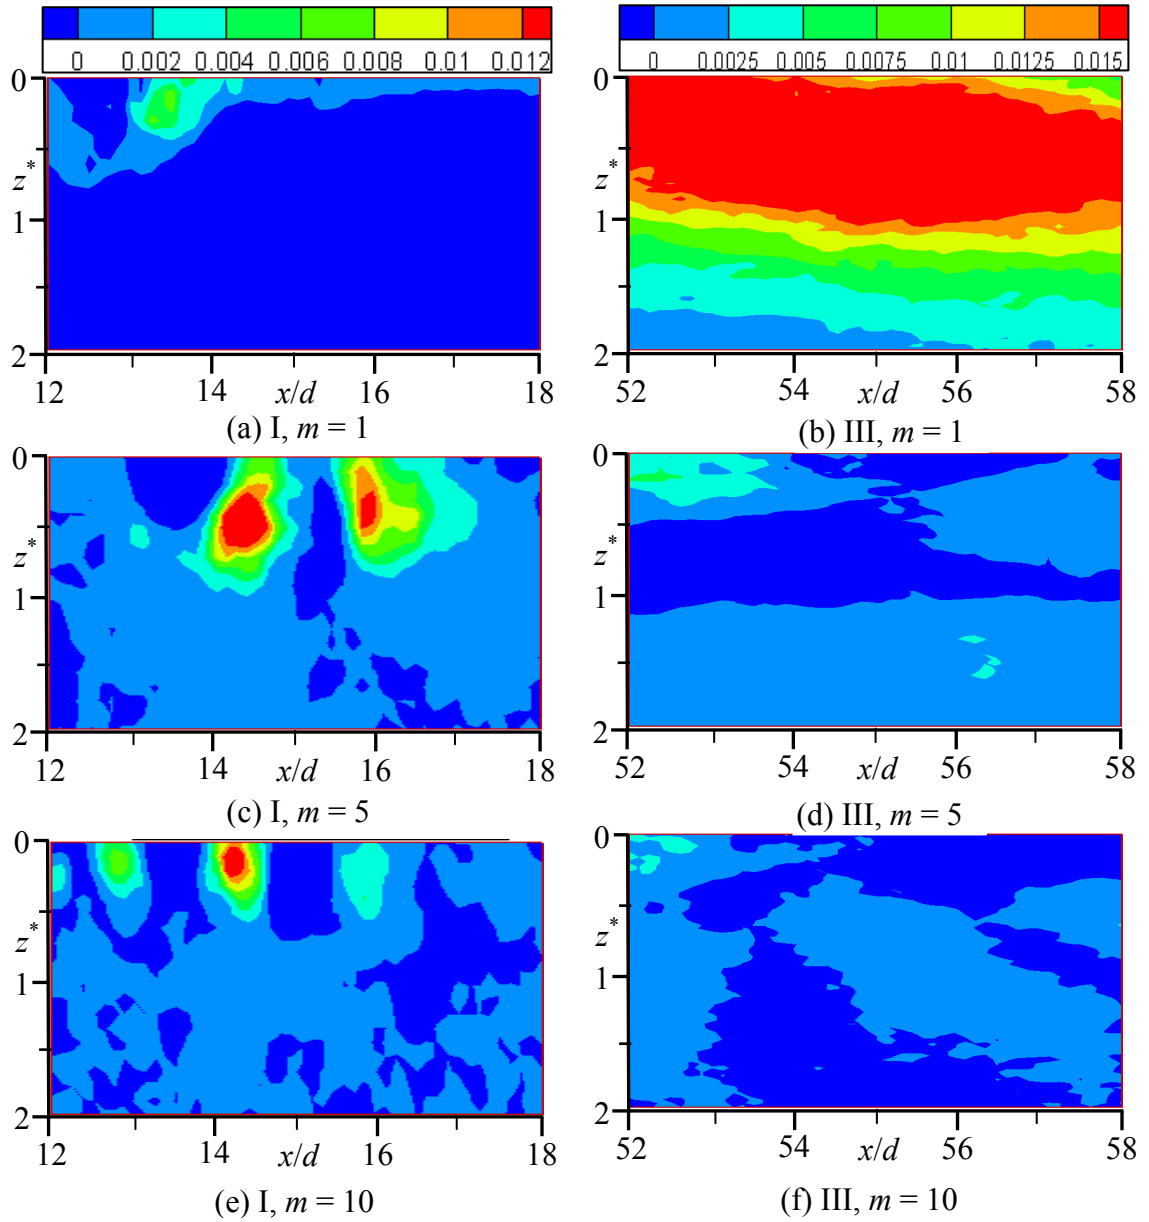 0 0.002 0.004 0.006 0.008 0.01 0.012
0 0.0025 0.005 0.0075 0.01 0.0125 0.015
0
z*
1
2
12 14 x/d 16 18
(a) I, m = 1
0
z*
1
2
52 54 x/d 56 58
(b) III, m = 1
0
z*
1
2
12 14 x/d 16 18
(c) I, m = 5
0
z*
1
2
52 54 x/d 56 58
(d) III, m = 5
0
z*
1
2
12 14 x/d 16 18
(e) I, m = 10
0
z*
1
2
52 54 x/d 56 58
(f) III, m = 10